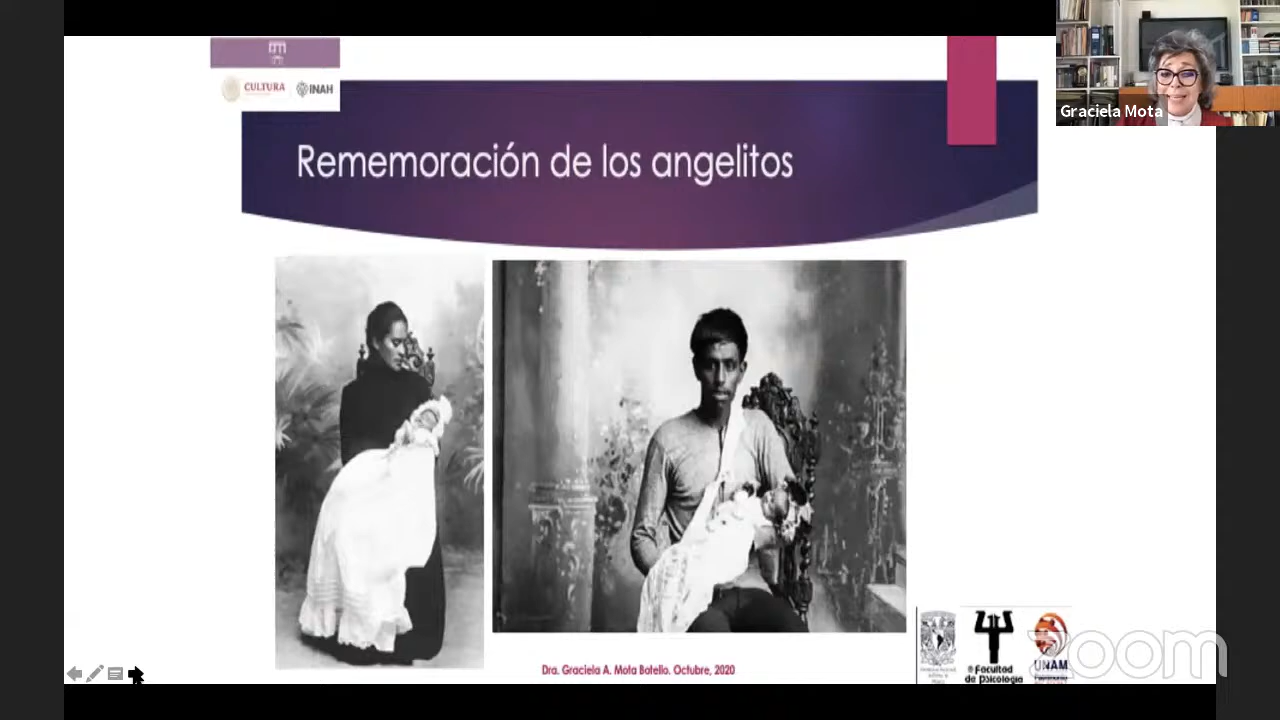 CULTURA
INAH
Graciela Mota
Rememoración de los angelitos
Dra. Graciela A. Mota Botello. Octubre, 2020
Facultad
de Psicología
UNAM
zoom